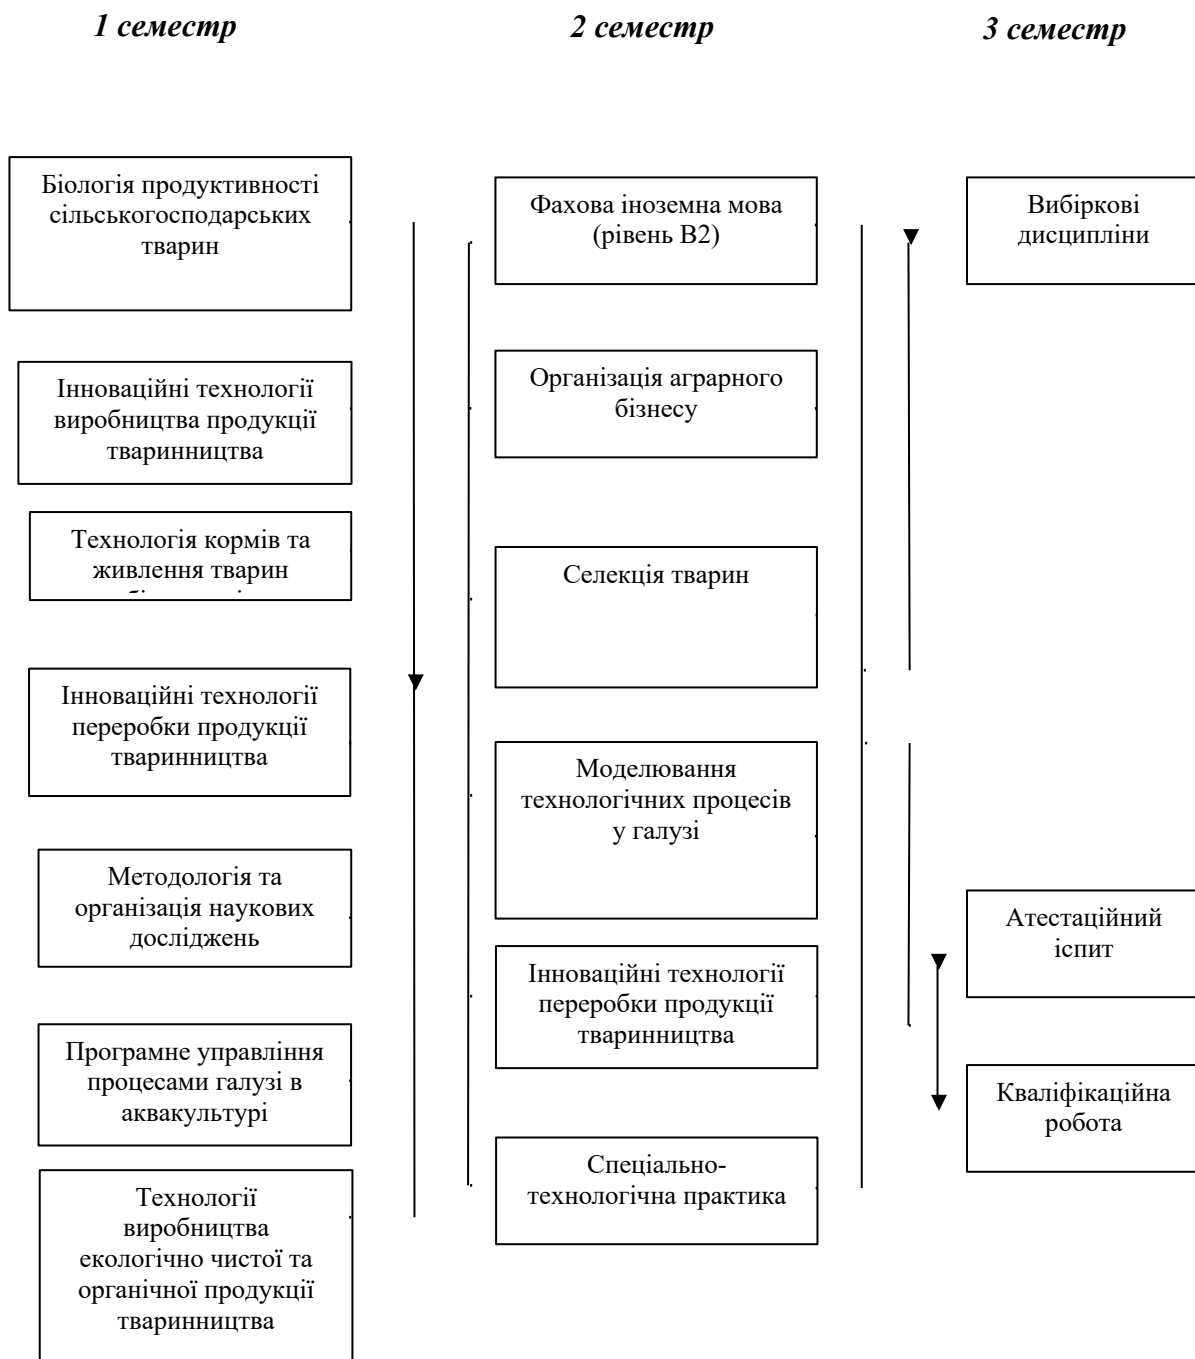 1 семестр
2 семестр
3 семестр
Біологія продуктивності
сільськогосподарських
тварин
Інноваційні технології
виробництва продукції
тваринництва
Технологія кормів та
живлення тварин
Інноваційні технології
переробки продукції
тваринництва
Методологія та
організація наукових
досліджень
Програмне управління
процесами галузі в
аквакультурі
Технології
виробництва
екологічно чистої та
органічної продукції
тваринництва
Фахова іноземна мова
(рівень В2)
Організація аграрного
бізнесу
Селекція тварин
Моделювання
технологічних процесів
у галузі
Інноваційні технології
переробки продукції
тваринництва
Спеціально-
технологічна практика
Вибіркові
дисципліни
Атестаційний
іспит
Кваліфікаційна
робота